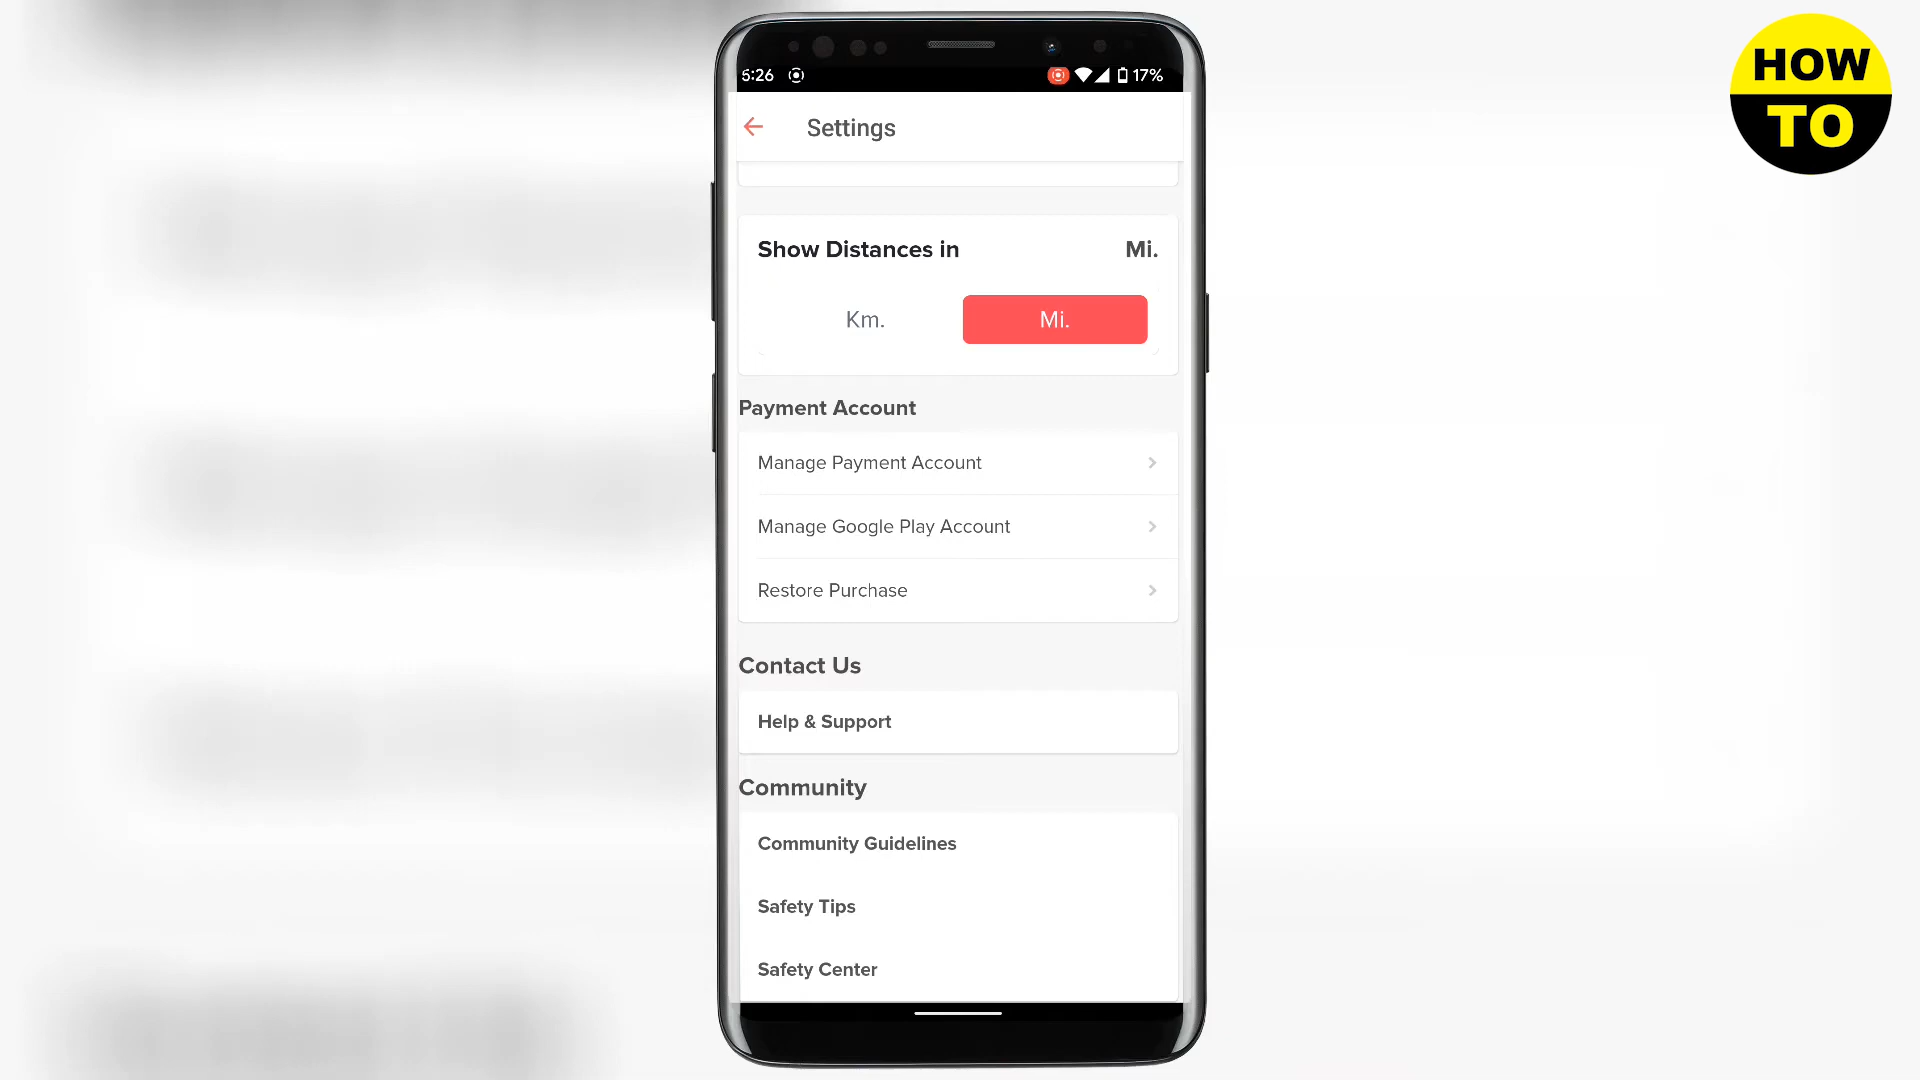 5:26
17%
HOW
TO
Settings
Show Distances in Mi.
Km. Mi.
Payment Account
Manage Payment Account
Manage Google Play Account
Restore Purchase
Contact Us
Help & Support
Community
Community Guidelines
Safety Tips
Safety Center